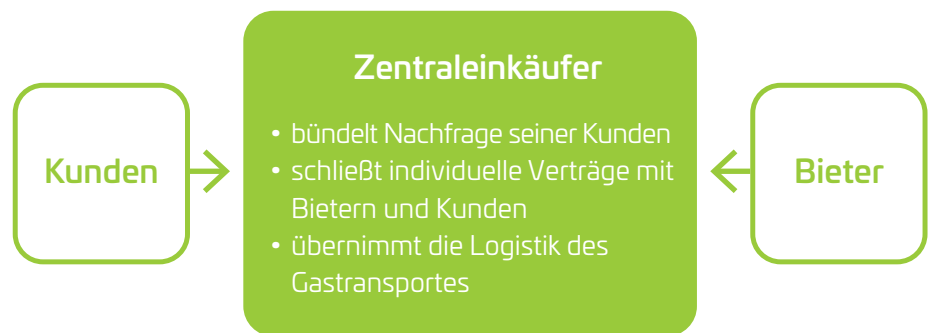 Zentraleinkäufer
• bündelt Nachfrage seiner Kunden
• schließt individuelle Verträge mit
Bietern und Kunden
• übernimmt die Logistik des
Gastransportes
Kunden
Bieter